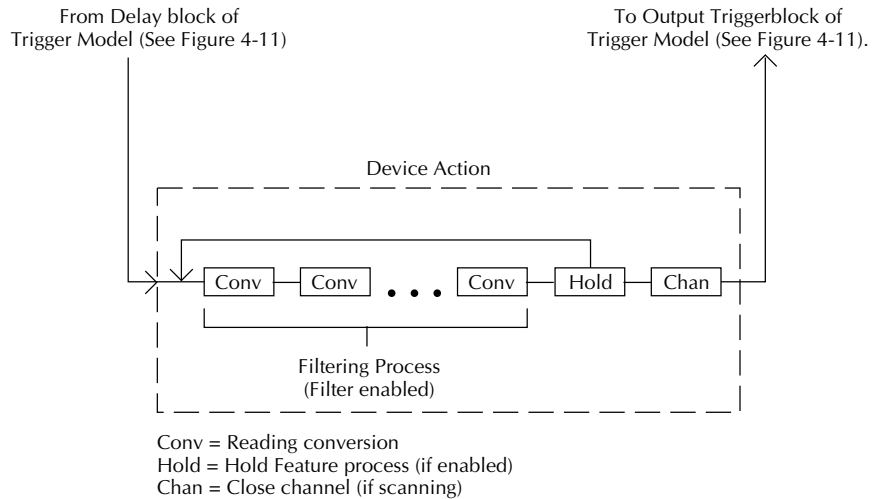 From Delay block of
Trigger Model (See Figure 4-11)
To Output Triggerblock of
Trigger Model (See Figure 4-11).
Device Action
Conv
Conv
Conv
Hold
Chan
Filtering Process
(Filter enabled)
Conv = Reading conversion
Hold = Hold Feature process (if enabled)
Chan = Close channel (if scanning)